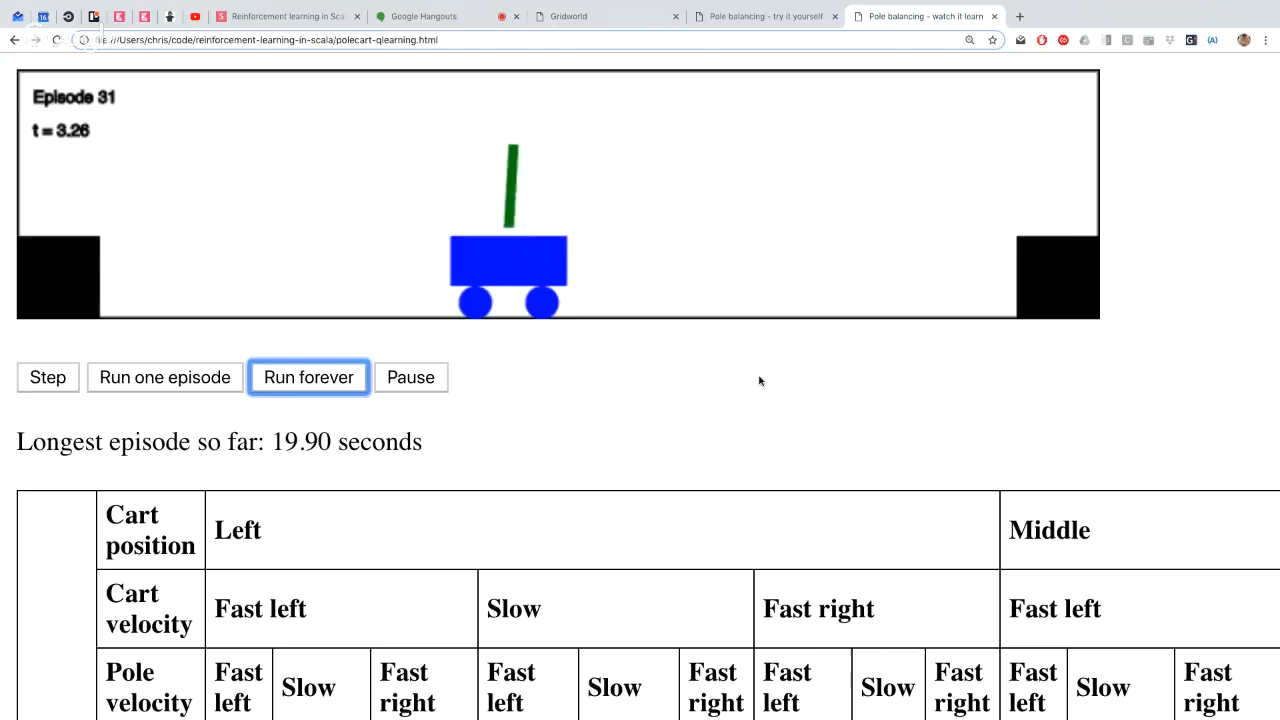 Reinforcement learning in Sca
Google Hangouts
Gridworld
Pole balancing - try it yourself
Pole balancing - watch it learn
file:///Users/chris/code/reinforcement-learning-in-scala/polecart-qlearning.html
Episode 31
t = 3.26
Step
Run one episode
Run forever
Pause
Longest episode so far: 19.90 seconds
Cart position
Left
Middle
Cart velocity
Fast left
Slow
Fast right
Fast left
Pole velocity
Fast left
Slow
Fast right
Fast left
Slow
Fast right
Fast left
Slow
Fast right
Fast left
Slow
Fast right